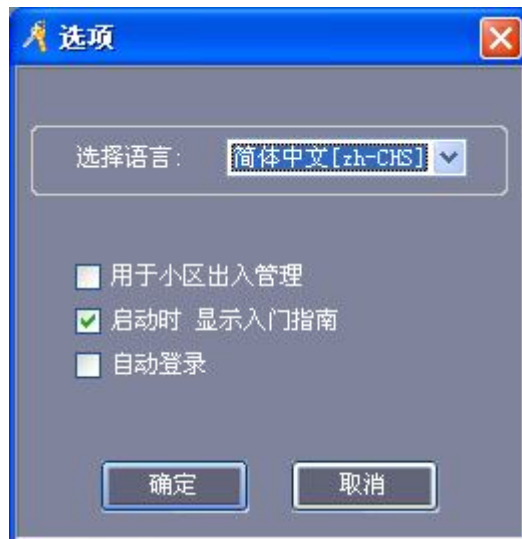 选项
选择语言: 简体中文[zh-CHS]
用于小区出入管理
启动时 显示入门指南
自动登录
确定 取消